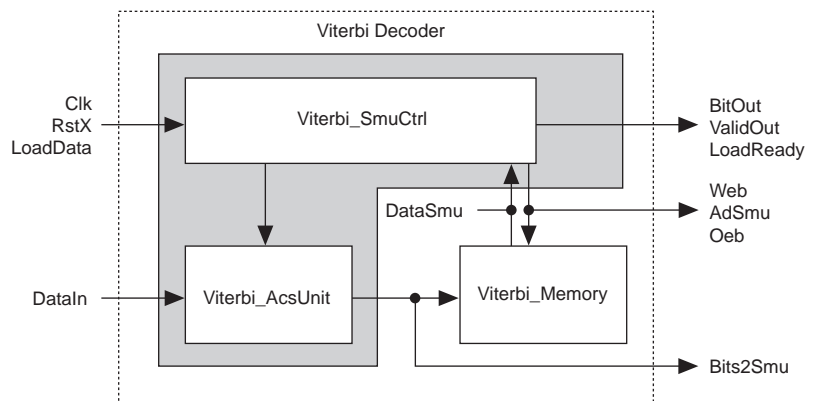 Viterbi Decoder
Clk
RstX
LoadData
Viterbi_SmuCtrl
BitOut
ValidOut
LoadReady
DataSmu
Web
AdSmu
Oeb
DataIn
Viterbi_AcsUnit
Viterbi_Memory
Bits2Smu